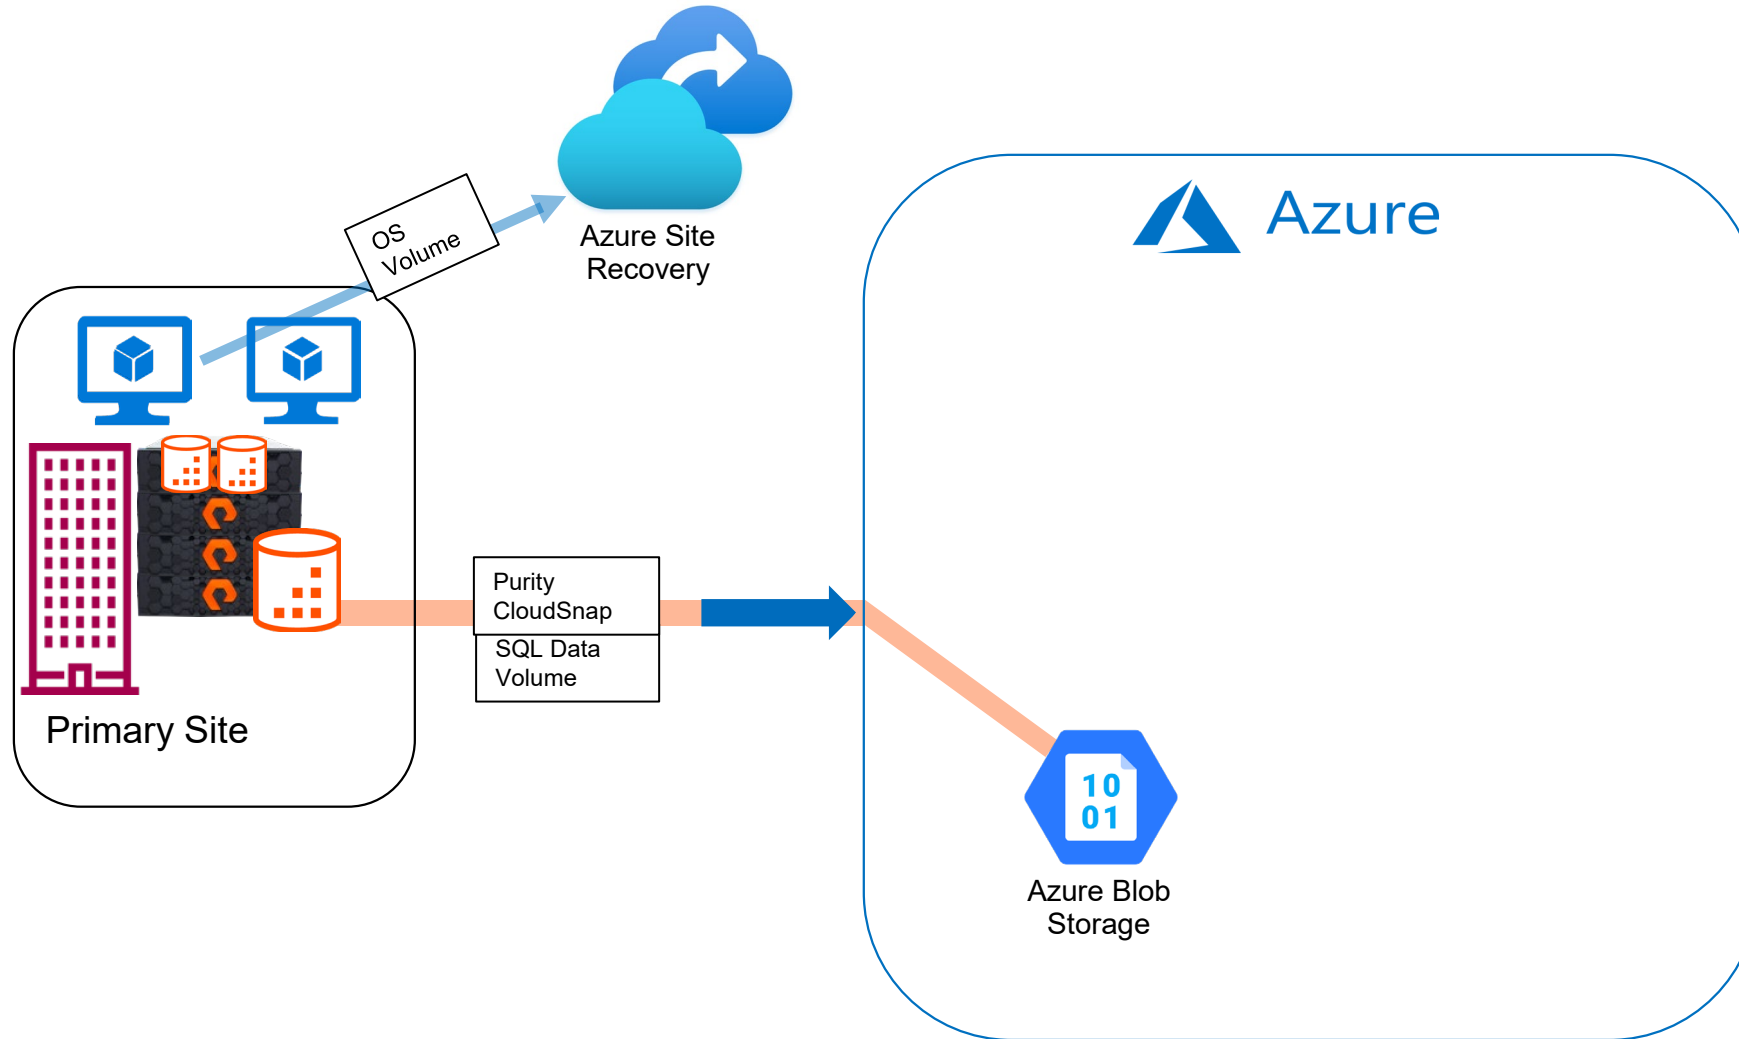 Azure Site
Recovery
OS
Volume
Azure
Purity
CloudSnap
SQL Data
Volume
Primary Site
10
01
Azure Blob
Storage